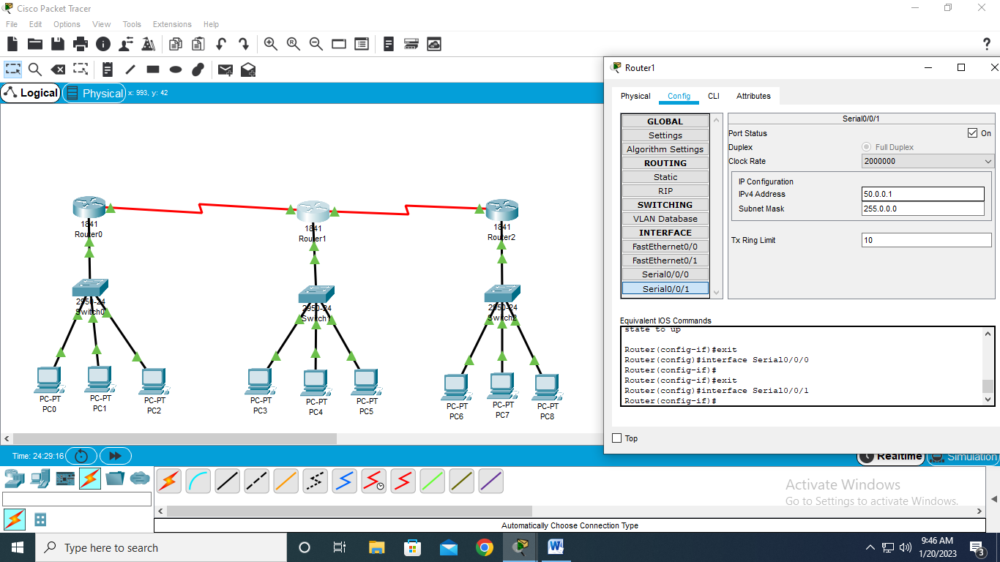 Cisco Packet Tracer
File Edit Options View Tools Extensions Help
?
Logical Physical x: 993, y: 42
1841
Router0
1841
Router1
1841
Router2
2950-24
Switch0
2950-24
Switch1
2950-24
Switch2
PC-PT
PC0
PC-PT
PC1
PC-PT
PC2
PC-PT
PC3
PC-PT
PC4
PC-PT
PC5
PC-PT
PC6
PC-PT
PC7
PC-PT
PC8
Router1
Physical Config CLI Attributes
GLOBAL
Settings
Algorithm Settings
ROUTING
Static
RIP
SWITCHING
VLAN Database
INTERFACE
FastEthernet0/0
FastEthernet0/1
Serial0/0/0
Serial0/0/1
Serial0/0/1
Port Status On
Duplex Full Duplex
Clock Rate 2000000
IP Configuration
IPv4 Address 50.0.0.1
Subnet Mask 255.0.0.0
Tx Ring Limit 10
Equivalent IOS Commands
state to up
Router(config-if)#exit
Router(config)#interface Serial0/0/0
Router(config-if)#
Router(config-if)#exit
Router(config)#interface Serial0/0/1
Router(config-if)#
Top
Time: 24:29:16 Realtime Simulation
Activate Windows
Go to Settings to activate Windows.
Automatically Choose Connection Type
Type here to search
9:46 AM
1/20/2023
3